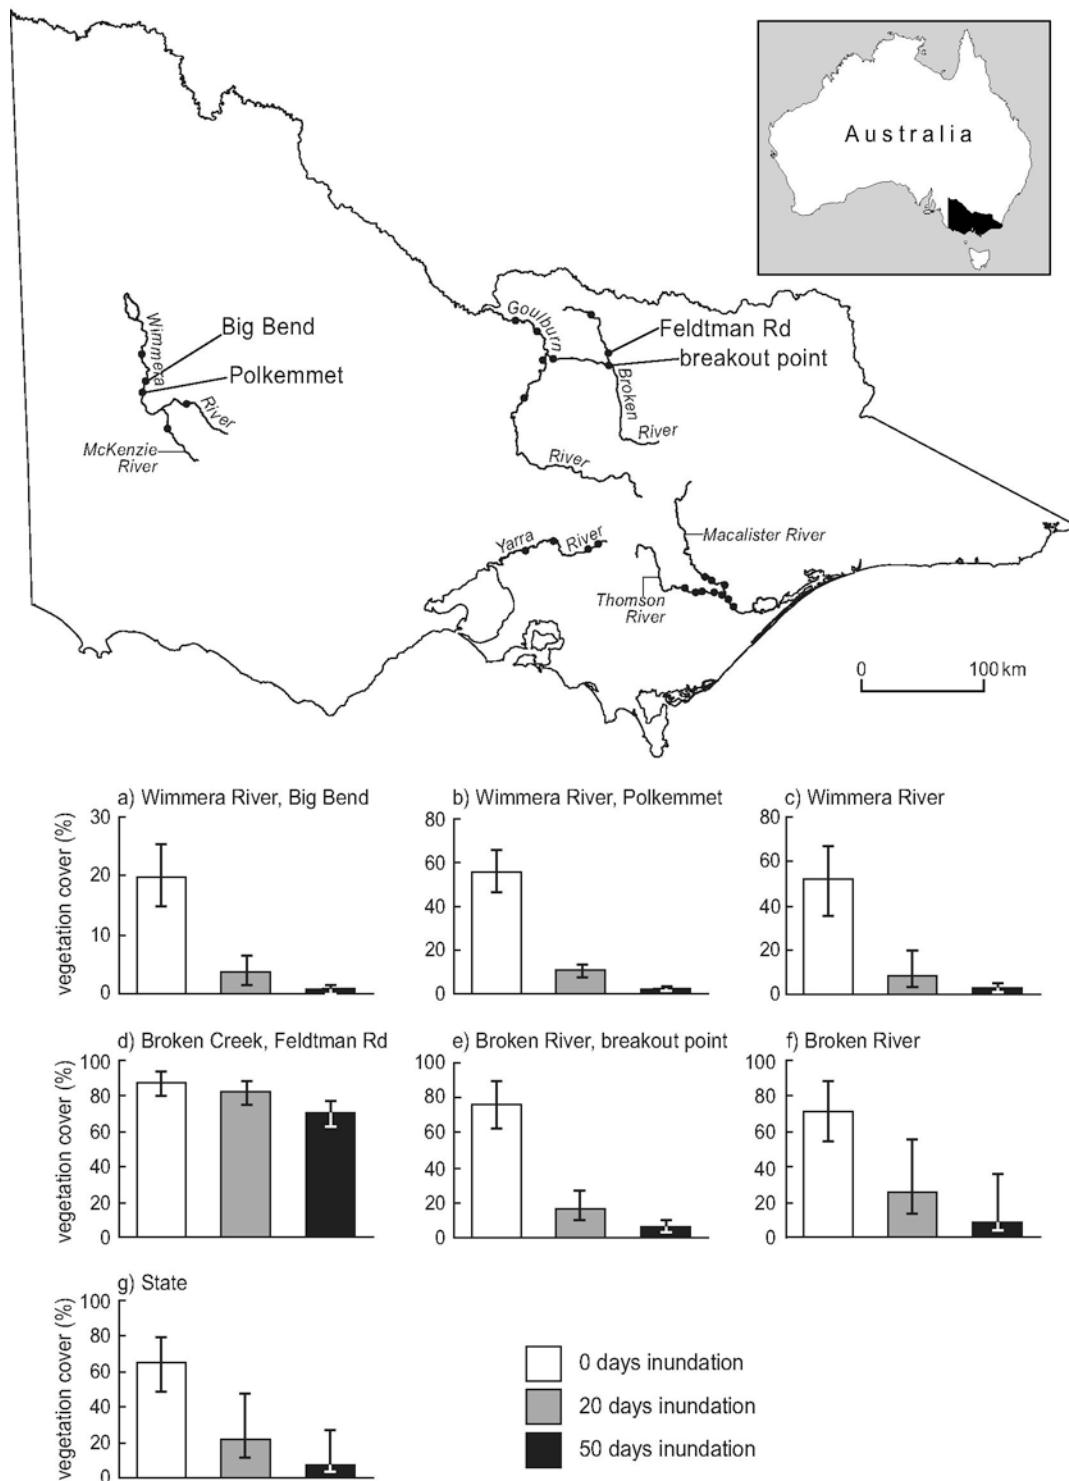 Australia
Wimmera
Big Bend
Polkemmet
River
McKenzie
River
Goulburn
Feldtman Rd
breakout point
Broken
River
River
Yarra
River
Macalister River
Thomson
River
0
100 km
a) Wimmera River, Big Bend
vegetation cover (%)
30
20
10
0
b) Wimmera River, Polkemmet
80
60
40
20
0
c) Wimmera River
80
60
40
20
0
d) Broken Creek, Feldtman Rd
vegetation cover (%)
100
80
60
40
20
0
e) Broken River, breakout point
100
80
60
40
20
0
f) Broken River
100
80
60
40
20
0
g) State
vegetation cover (%)
100
80
60
40
20
0
0 days inundation
20 days inundation
50 days inundation